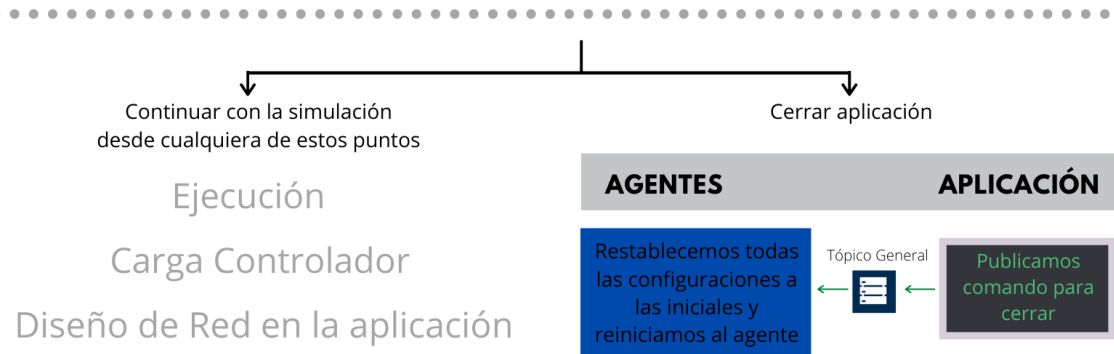 Continuar con la simulación
desde cualquiera de estos puntos
Ejecución
Carga Controlador
Diseño de Red en la aplicación
Cerrar aplicación
AGENTES
APLICACIÓN
Restablecemos todas
las configuraciones a
las iniciales y
reiniciamos al agente
Tópico General
Publicamos
comando para
cerrar